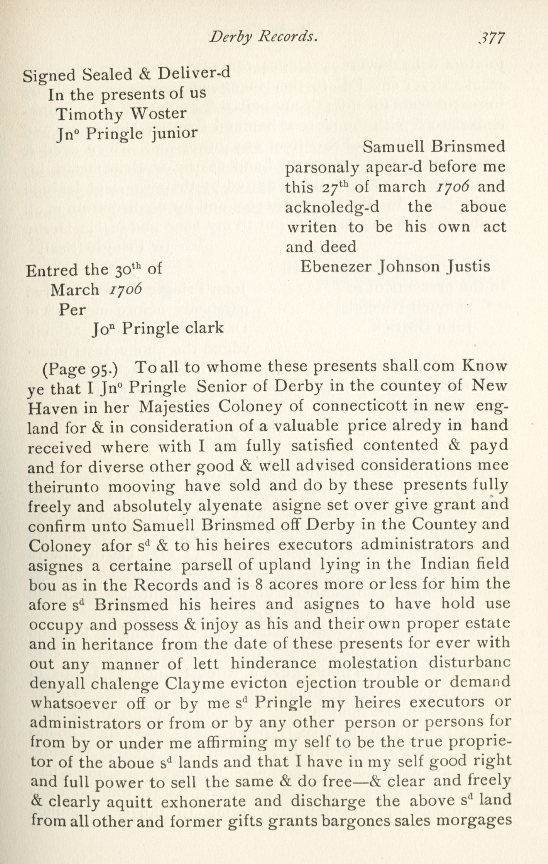 Derby Records. 377
Signed Sealed & Deliver-d
In the presents of us
Timothy Woster
Jnº Pringle junior
Samuell Brinsmed
parsonaly apear-d before me
this 27th of march 1706 and
acknoledg-d the aboue
writen to be his own act
and deed
Entred the 30th of
Ebenezer Johnson Justis
March 1706
Per
Joⁿ Pringle clark
(Page 95.) To all to whome these presents shall com Know
ye that I Jnº Pringle Senior of Derby in the countey of New
Haven in her Majesties Coloney of connecticott in new eng-
land for & in consideration of a valuable price alredy in hand
received where with I am fully satisfied contented & payd
and for diverse other good & well advised considerations mee
theirunto mooving have sold and do by these presents fully
freely and absolutely alyenate asigne set over give grant and
confirm unto Samuell Brinsmed off Derby in the Countey and
Coloney afor sd & to his heires executors administrators and
asignes a certaine parsell of upland lying in the Indian field
bou as in the Records and is 8 acores more or less for him the
afore sd Brinsmed his heires and asignes to have hold use
occupy and possess & injoy as his and their own proper estate
and in heritance from the date of these presents for ever with
out any manner of lett hinderance molestation disturbanc
denyall chalenge Clayme evicton ejection trouble or demand
whatsoever off or by me sd Pringle my heires executors or
administrators or from or by any other person or persons for
from by or under me affirming my self to be the true proprie-
tor of the aboue sd lands and that I have in my self good right
and full power to sell the same & do free—& clear and freely
& clearly aquitt exhonerate and discharge the above sd land
from all other and former gifts grants bargones sales morgages